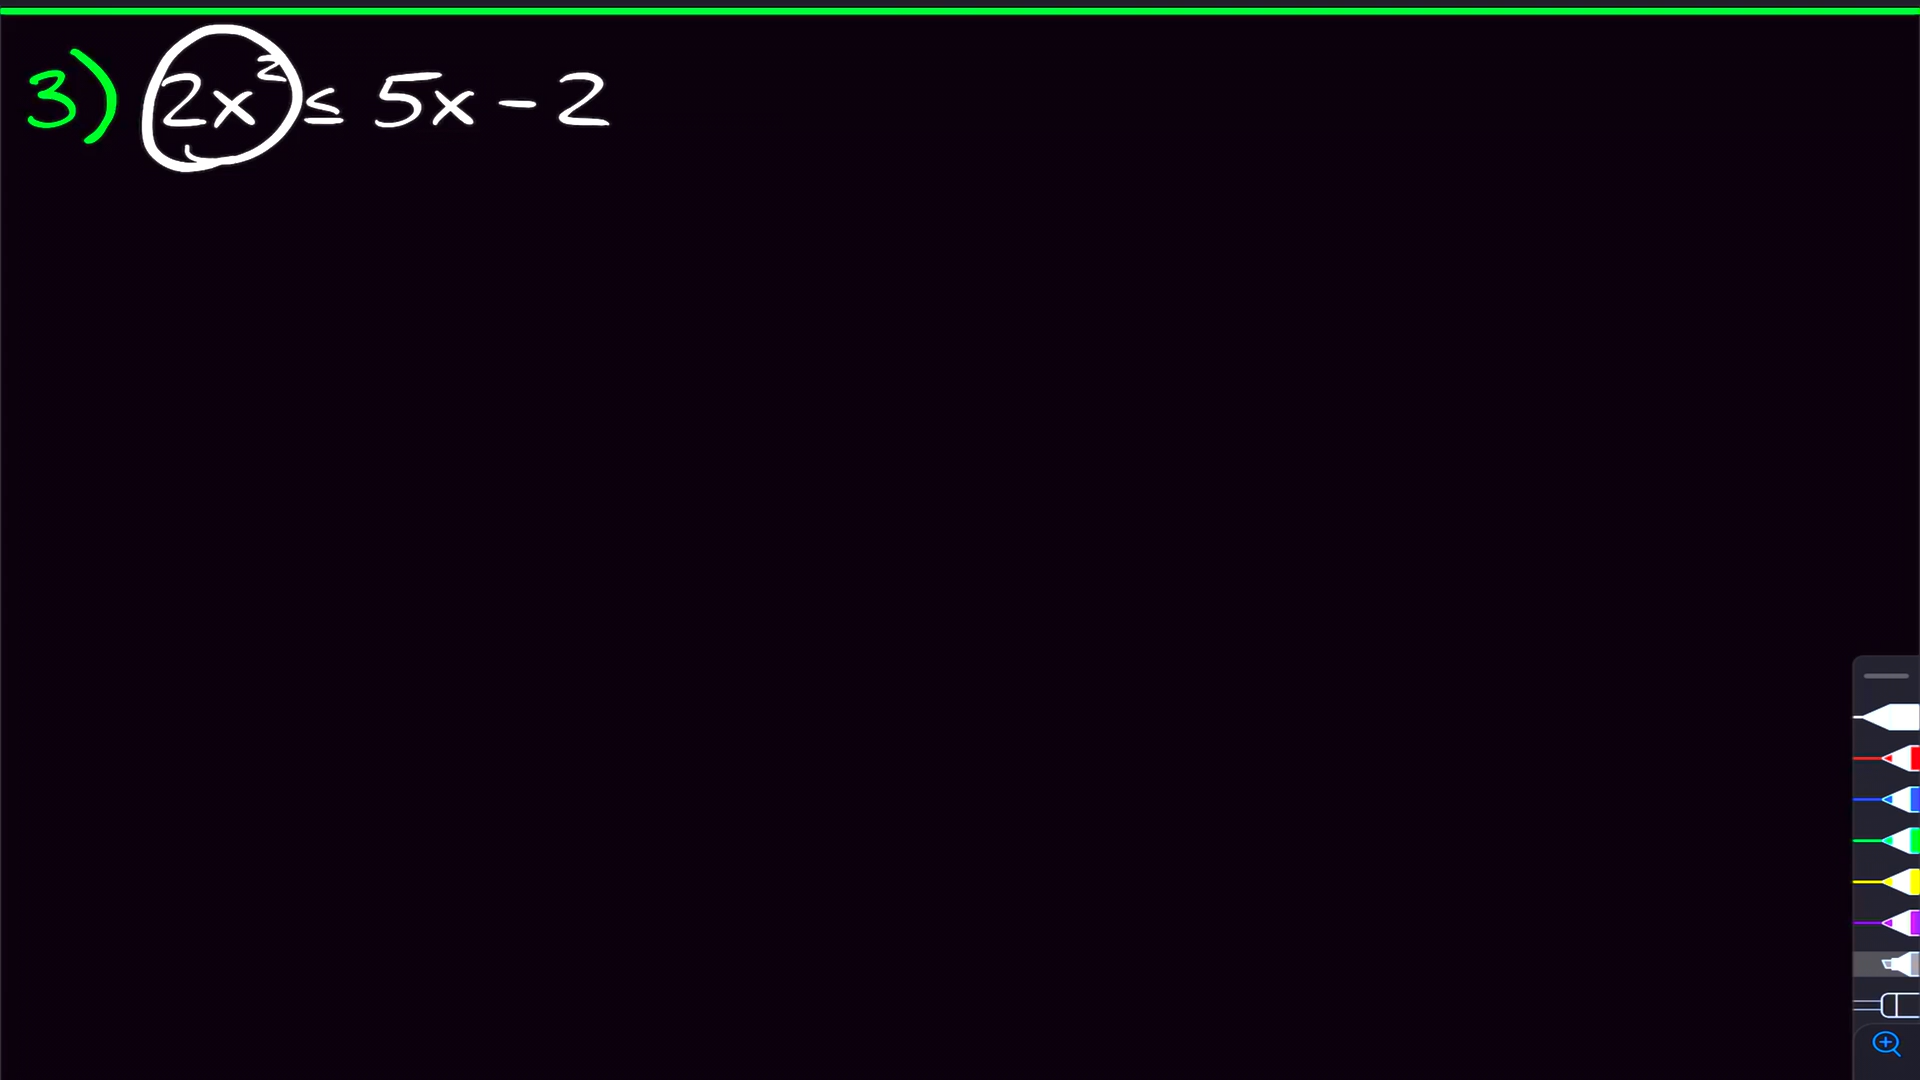 3) 2x² ≤ 5x - 2